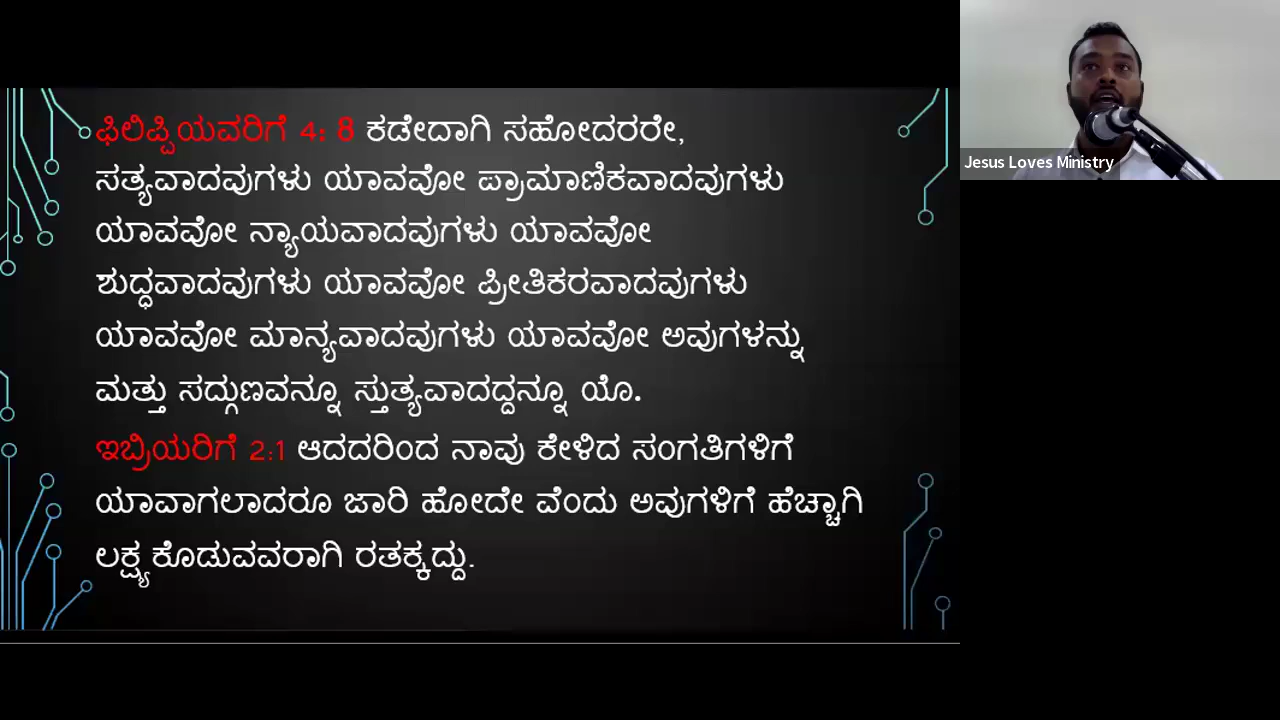 ಫಿಲಿಪ್ಪಿಯವರಿಗೆ 4: 8 ಕಡೇದಾಗಿ ಸಹೋದರರೇ,
ಸತ್ಯವಾದವುಗಳು ಯಾವವೋ ಪ್ರಾಮಾಣಿಕವಾದವುಗಳು
ಯಾವವೋ ನ್ಯಾಯವಾದವುಗಳು ಯಾವವೋ
ಶುದ್ಧವಾದವುಗಳು ಯಾವವೋ ಪ್ರೀತಿಕರವಾದವುಗಳು
ಯಾವವೋ ಮಾನ್ಯವಾದವುಗಳು ಯಾವವೋ ಅವುಗಳನ್ನು
ಮತ್ತು ಸದ್ಗುಣವನ್ನೂ ಸ್ತುತ್ಯವಾದದ್ದನ್ನೂ ಯೊ.
ಇಬ್ರಿಯರಿಗೆ 2:1 ಆದದರಿಂದ ನಾವು ಕೇಳಿದ ಸಂಗತಿಗಳಿಗೆ
ಯಾವಾಗಲಾದರೂ ಜಾರಿ ಹೋದೇ ವೆಂದು ಅವುಗಳಿಗೆ ಹೆಚ್ಚಾಗಿ
ಲಕ್ಷ್ಯಕೊಡುವವರಾಗಿ ರತಕ್ಕದ್ದು.
Jesus Loves Ministry